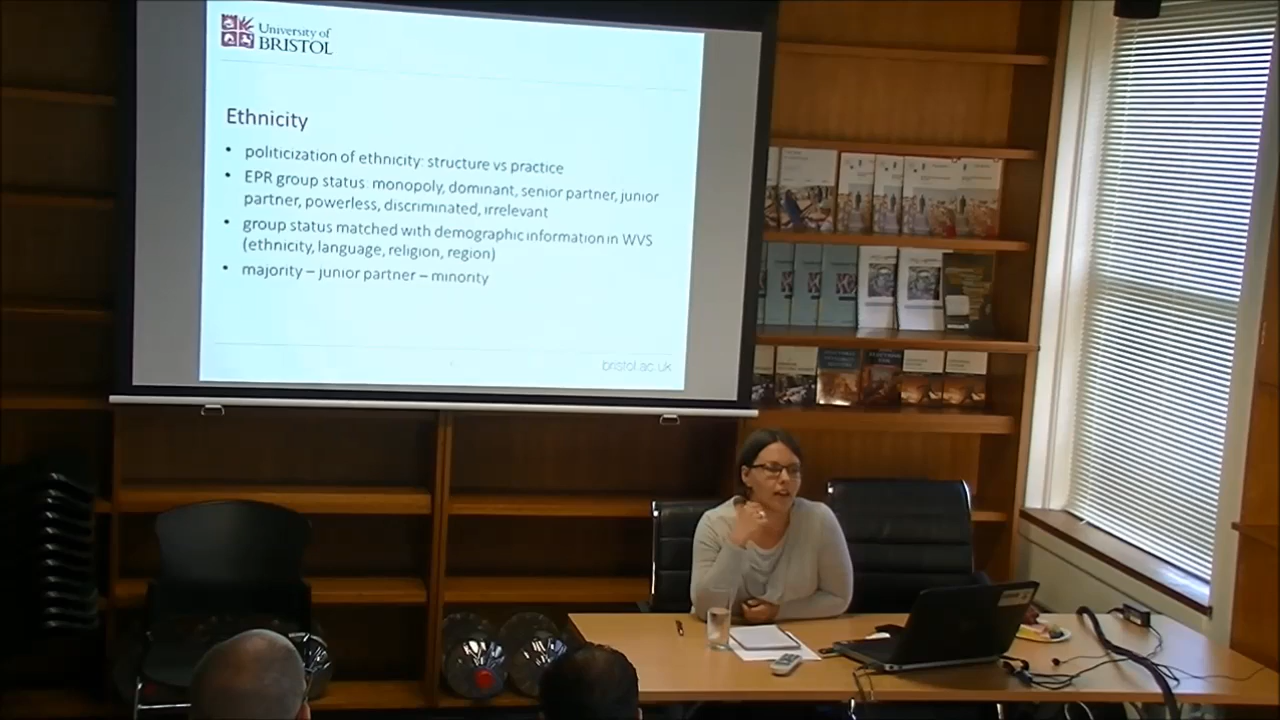 University of
BRISTOL
Ethnicity
• politicization of ethnicity: structure vs practice
• EPR group status: monopoly, dominant, senior partner, junior
partner, powerless, discriminated, irrelevant
• group status matched with demographic information in WVS
(ethnicity, language, religion, region)
• majority – junior partner – minority
bristol.ac.uk